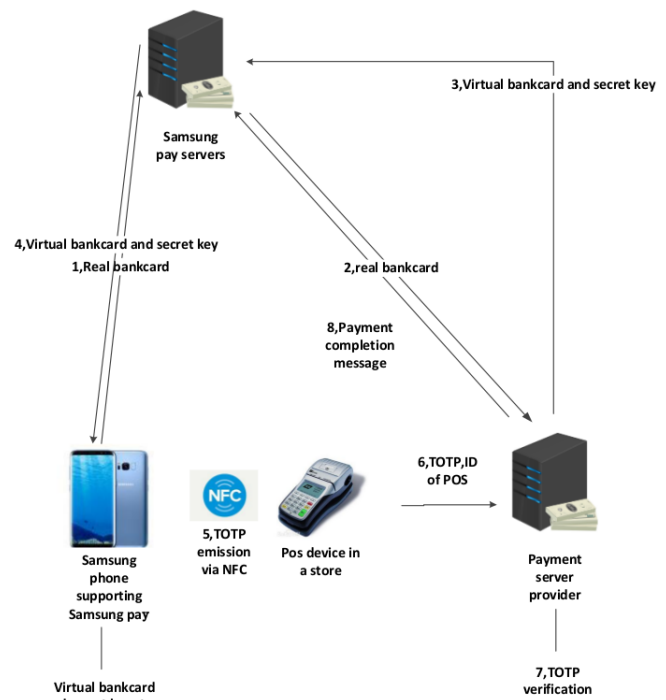 3,Virtual bankcard and secret key
Samsung
pay servers
4,Virtual bankcard and secret key
1,Real bankcard
2,real bankcard
8,Payment
completion
message
6,TOTP,ID
of POS
NFC
5,TOTP
emission
via NFC
Pos device in
a store
Samsung
phone
supporting
Samsung pay
Payment
server
provider
Virtual bankcard
7,TOTP
verification